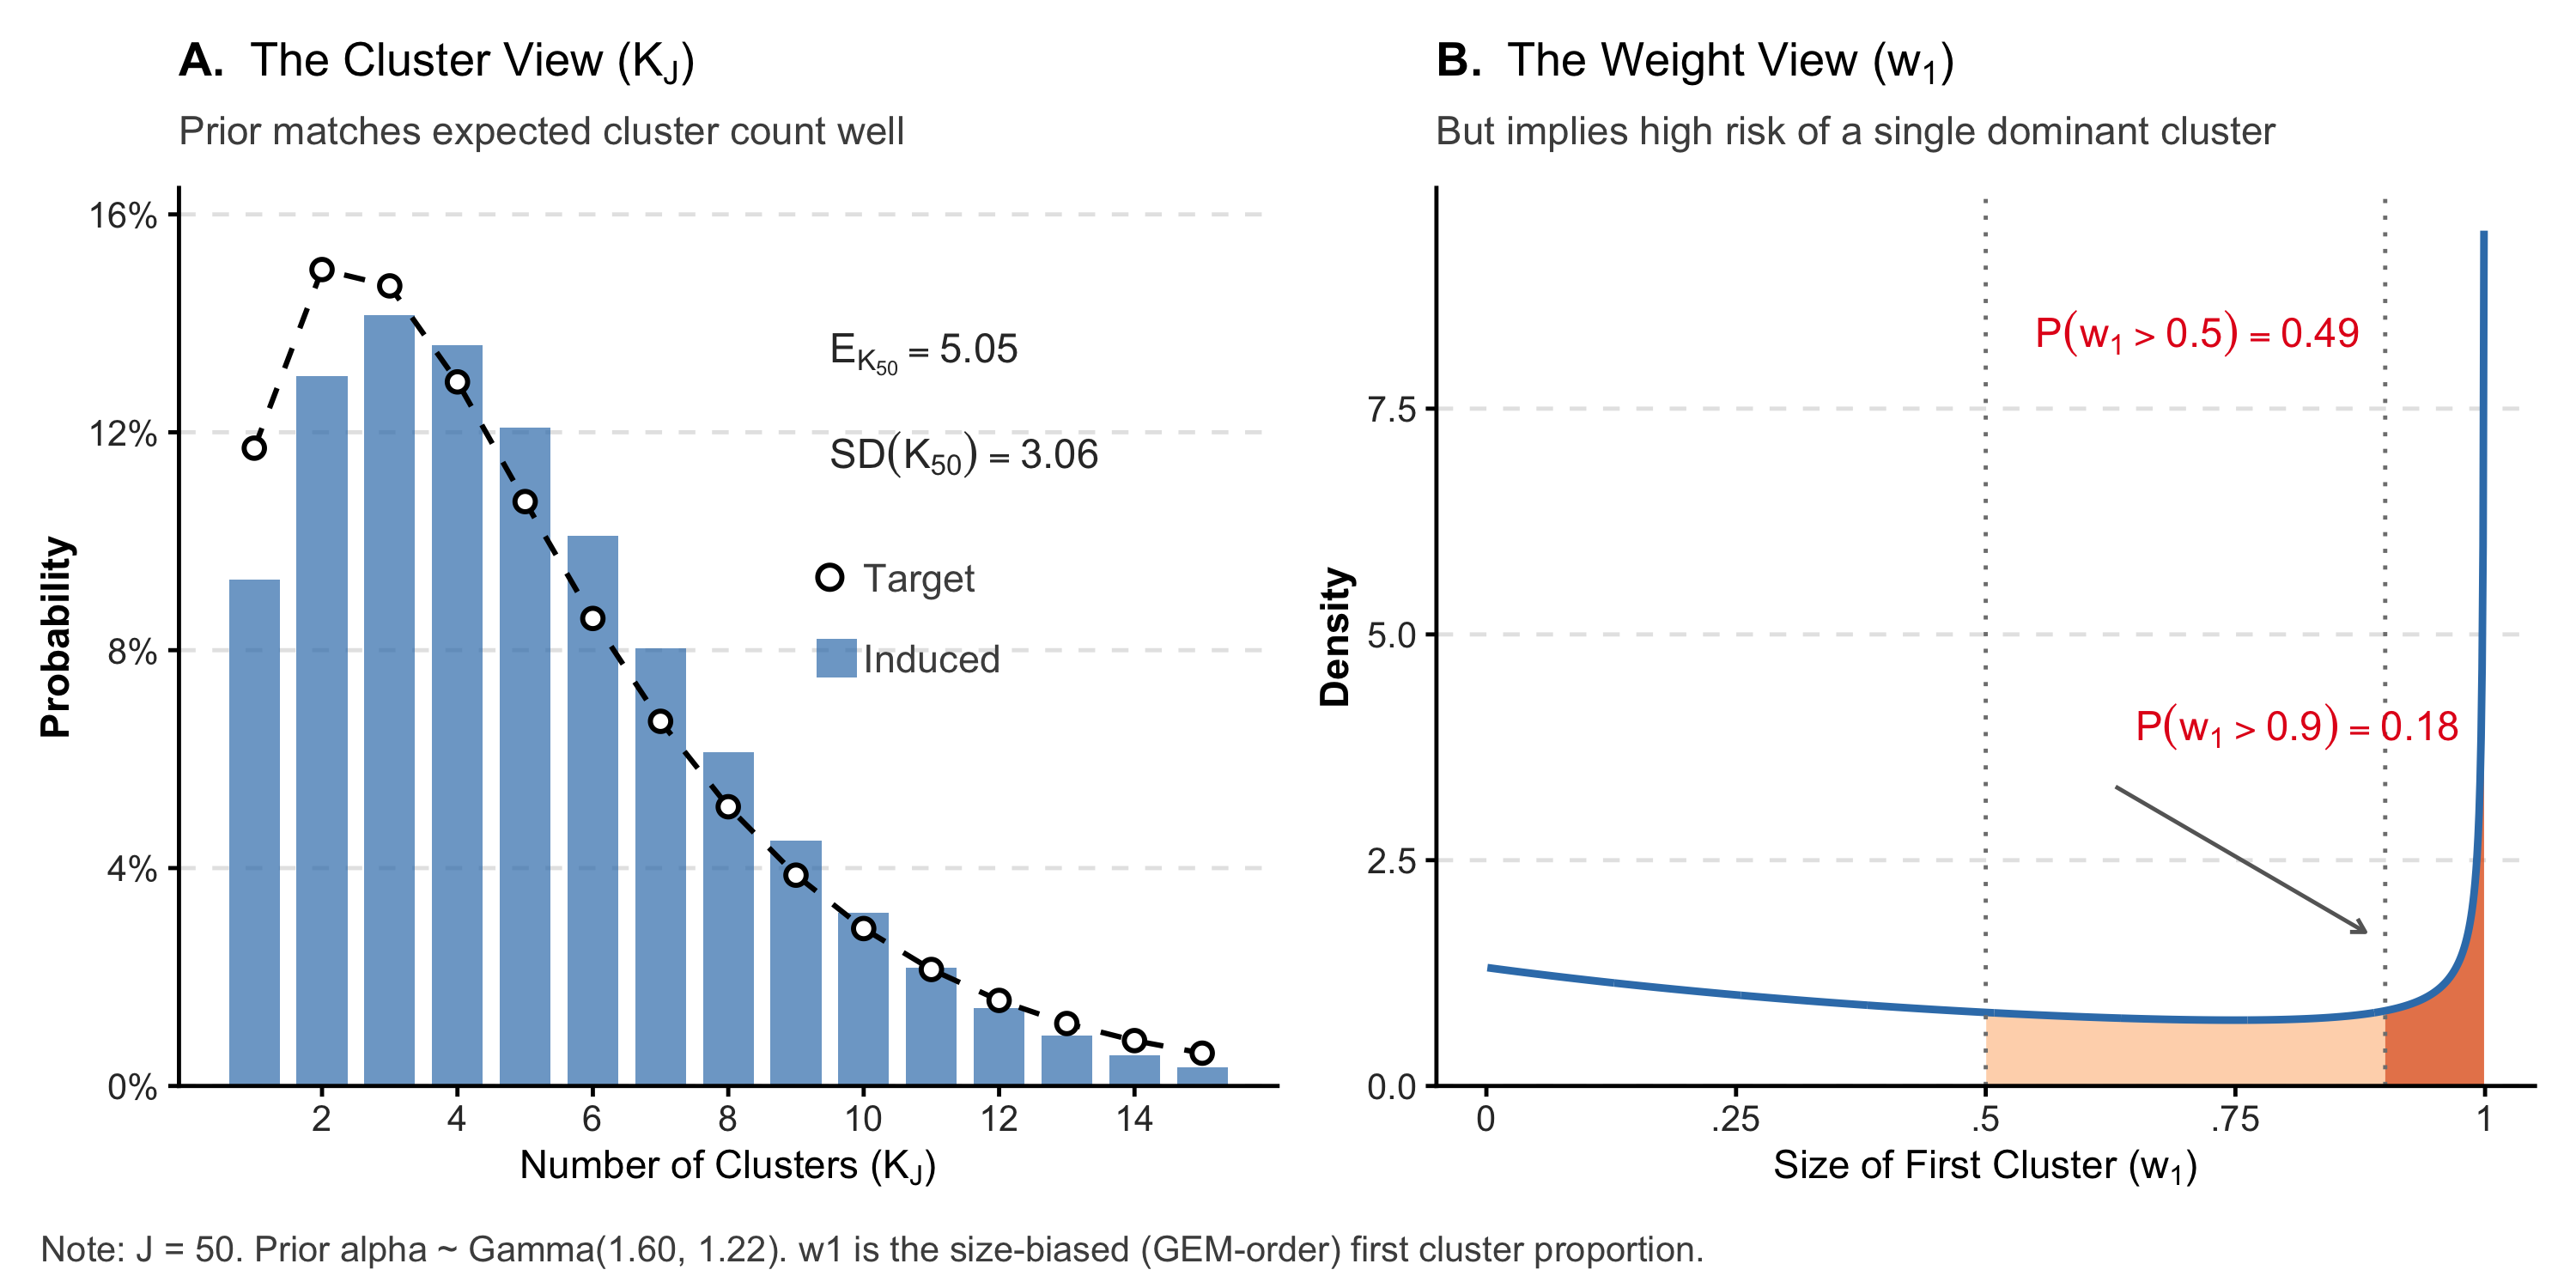 A. The Cluster View (K_J)
Prior matches expected cluster count well
Probability
16%
12%
8%
4%
0%
E_K₅₀ = 5.05
SD(K₅₀) = 3.06
Target
Induced
2 4 6 8 10 12 14
Number of Clusters (K_J)
B. The Weight View (w₁)
But implies high risk of a single dominant cluster
Density
7.5
5.0
2.5
0.0
P(w₁ > 0.5) = 0.49
P(w₁ > 0.9) = 0.18
0 .25 .5 .75 1
Size of First Cluster (w₁)
Note: J = 50. Prior alpha ~ Gamma(1.60, 1.22). w1 is the size-biased (GEM-order) first cluster proportion.